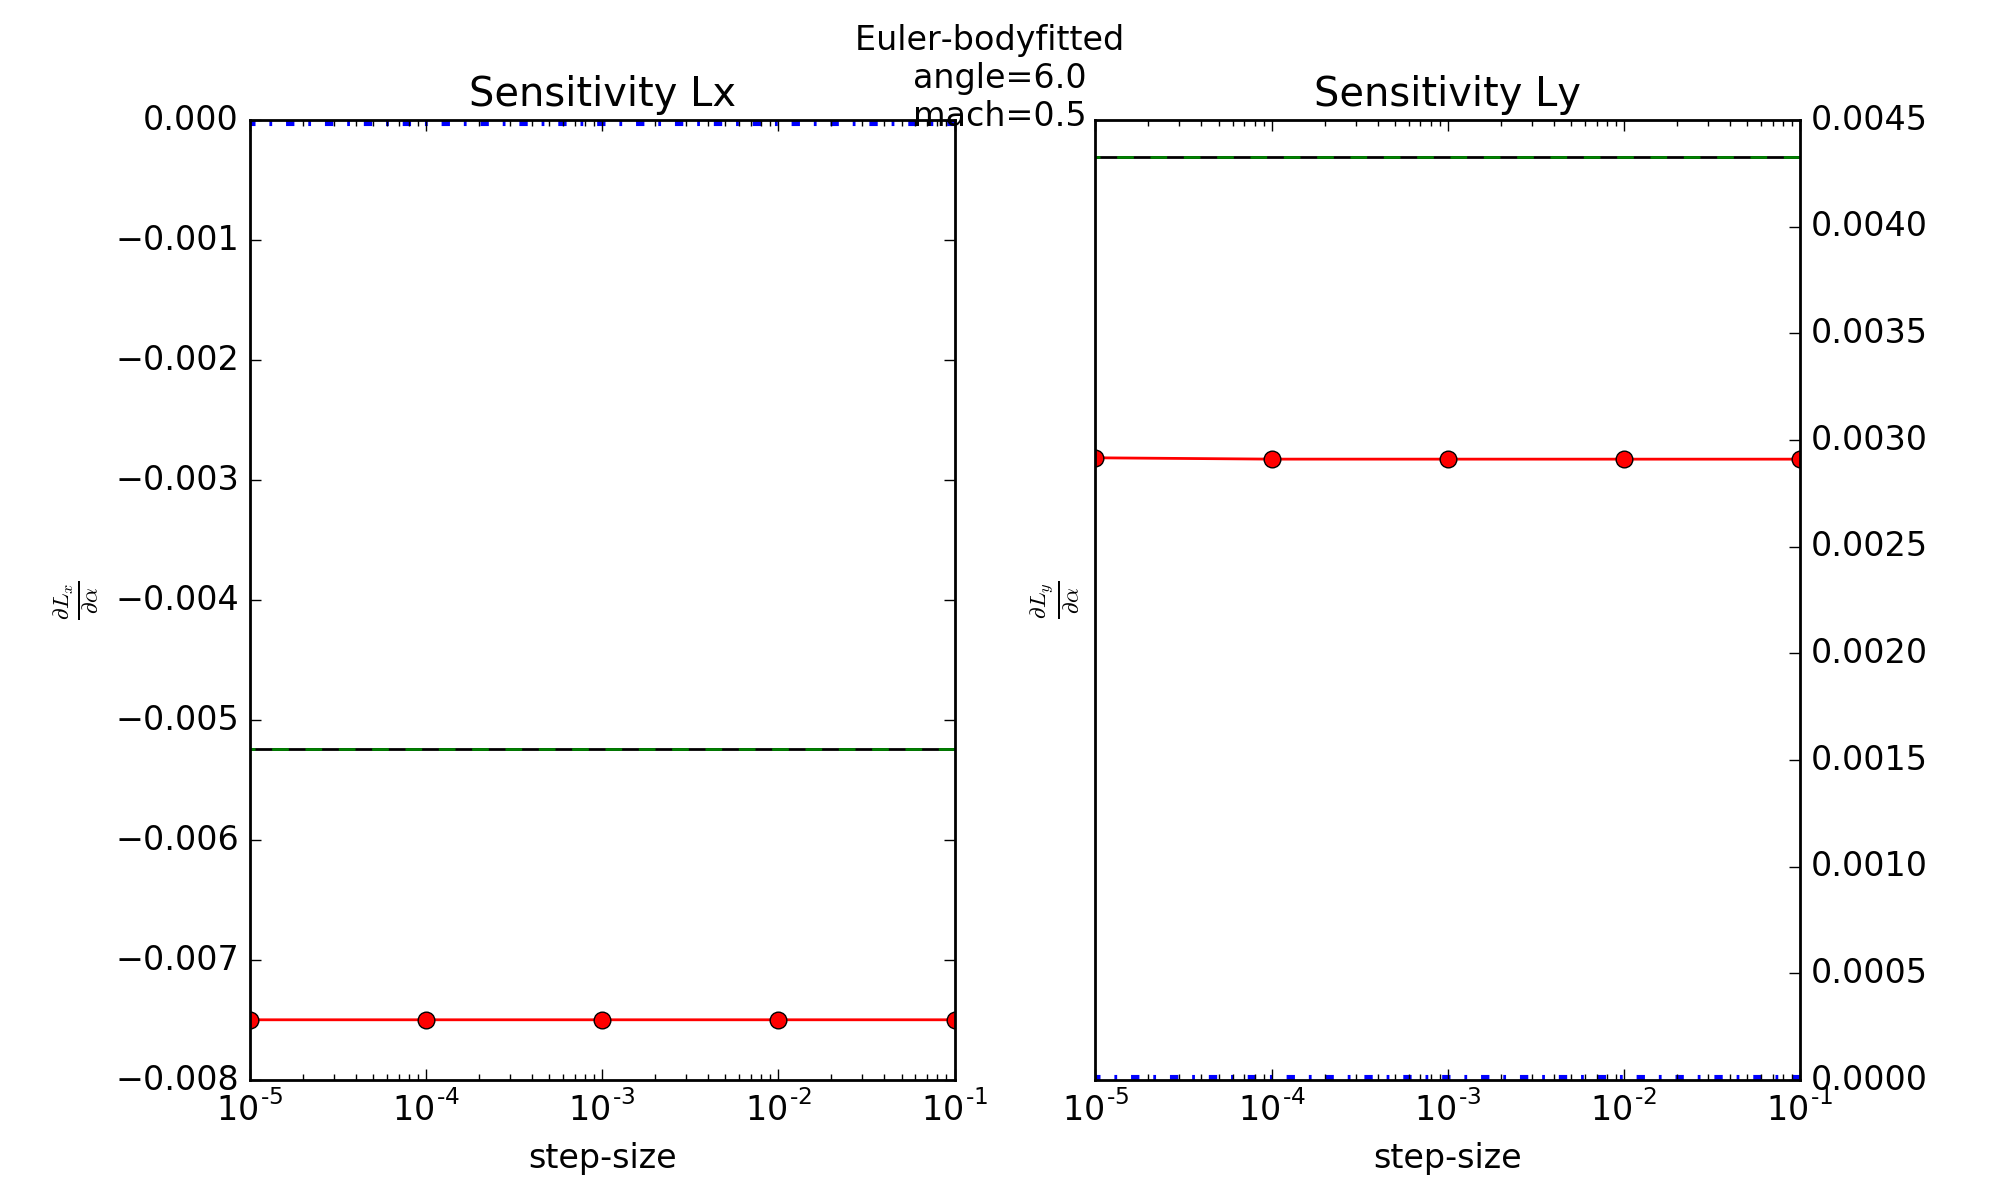 Euler-bodyfitted
angle=6.0
mach=0.5
Sensitivity Lx
0.000
−0.001
−0.002
−0.003
−0.004
−0.005
−0.006
−0.007
−0.008
∂Lₓ/∂α
10⁻⁵ 10⁻⁴ 10⁻³ 10⁻² 10⁻¹
step-size
Sensitivity Ly
∂L_y/∂α
0.0045
0.0040
0.0035
0.0030
0.0025
0.0020
0.0015
0.0010
0.0005
0.0000
10⁻⁵ 10⁻⁴ 10⁻³ 10⁻² 10⁻¹
step-size